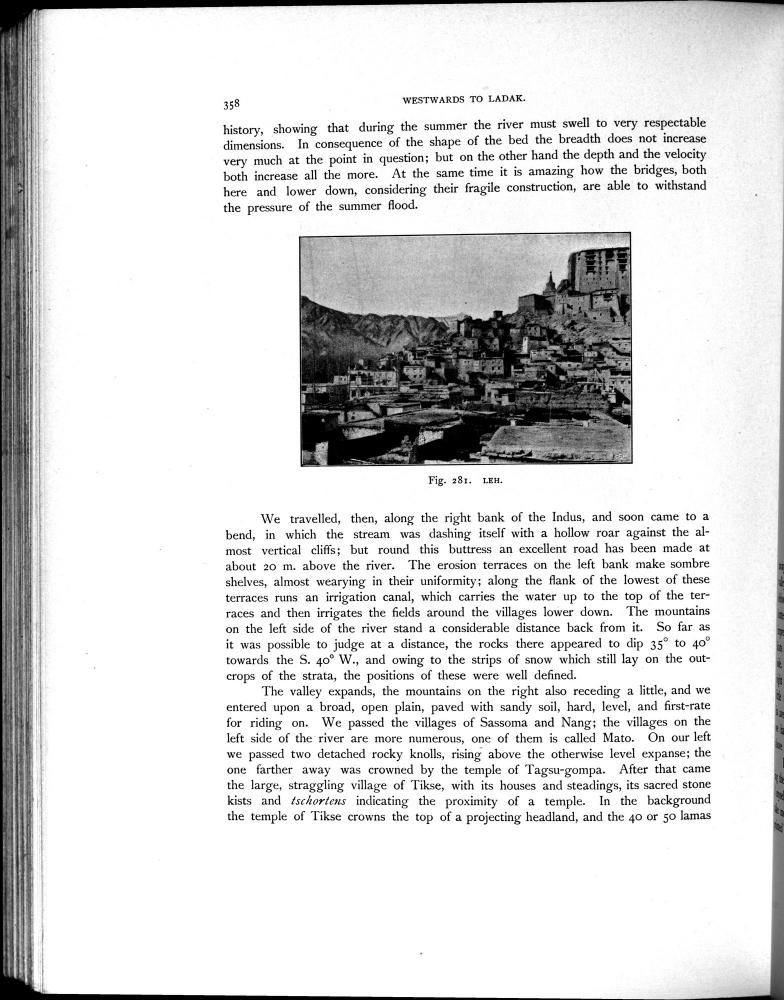 358
WESTWARDS TO LADAK.
history, showing that during the summer the river must swell to very respectable
dimensions. In consequence of the shape of the bed the breadth does not increase
very much at the point in question; but on the other hand the depth and the velocity
both increase all the more. At the same time it is amazing how the bridges, both
here and lower down, considering their fragile construction, are able to withstand
the pressure of the summer flood.
Fig. 281. LEH.
We travelled, then, along the right bank of the Indus, and soon came to a
bend, in which the stream was dashing itself with a hollow roar against the al-
most vertical cliffs; but round this buttress an excellent road has been made at
about 20 m. above the river. The erosion terraces on the left bank make sombre
shelves, almost wearying in their uniformity; along the flank of the lowest of these
terraces runs an irrigation canal, which carries the water up to the top of the ter-
races and then irrigates the fields around the villages lower down. The mountains
on the left side of the river stand a considerable distance back from it. So far as
it was possible to judge at a distance, the rocks there appeared to dip 35° to 40°
towards the S. 40° W., and owing to the strips of snow which still lay on the out-
crops of the strata, the positions of these were well defined.
The valley expands, the mountains on the right also receding a little, and we
entered upon a broad, open plain, paved with sandy soil, hard, level, and first-rate
for riding on. We passed the villages of Sassoma and Nang; the villages on the
left side of the river are more numerous, one of them is called Mato. On our left
we passed two detached rocky knolls, rising above the otherwise level expanse; the
one farther away was crowned by the temple of Tagsu-gompa. After that came
the large, straggling village of Tikse, with its houses and steadings, its sacred stone
kists and tschortens indicating the proximity of a temple. In the background
the temple of Tikse crowns the top of a projecting headland, and the 40 or 50 lamas